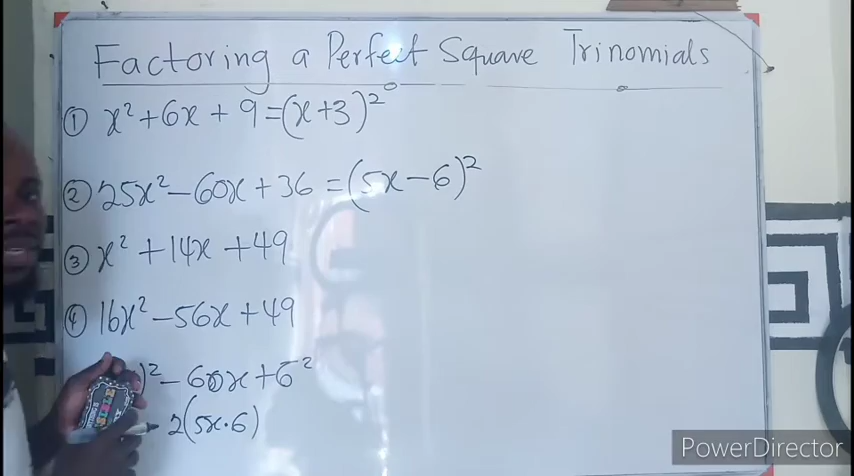 Factoring a Perfect Square Trinomials
① x² + 6x + 9 = (x + 3)²
② 25x² − 60x + 36 = (5x − 6)²
③ x² + 14x + 49
④ 16x² − 56x + 49
)² − 60x + 6²
2(5x · 6)
PowerDirector